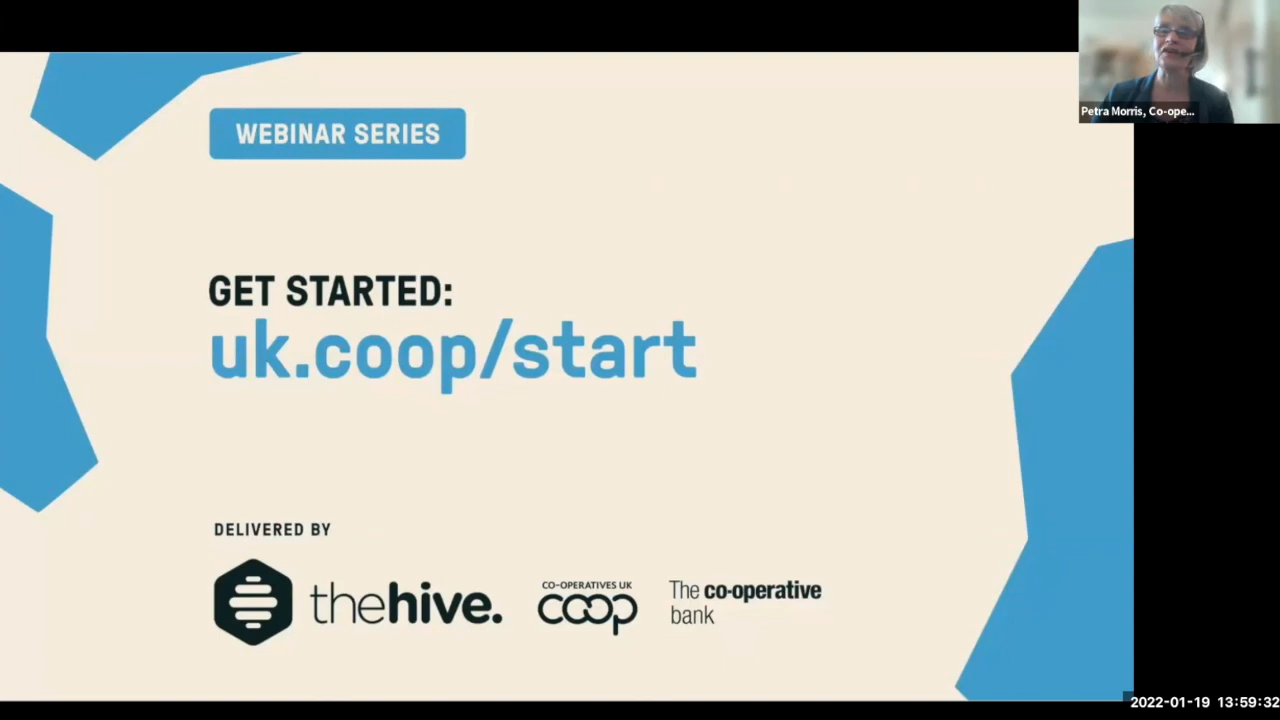 Petra Morris, Co-ope...
WEBINAR SERIES
GET STARTED:
uk.coop/start
DELIVERED BY
thehive.
CO-OPERATIVES UK
coop
The co-operative
bank
2022-01-19 13:59:32